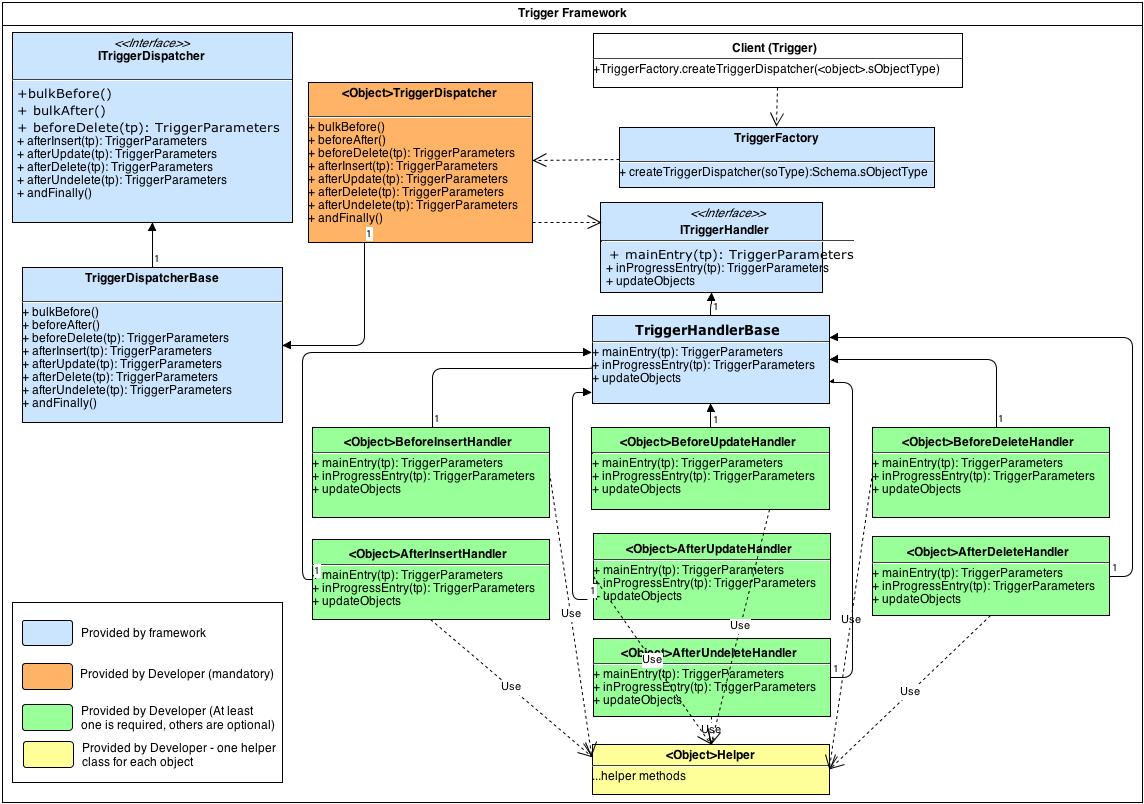 Trigger Framework
<<Interface>>
ITriggerDispatcher
+bulkBefore()
+ bulkAfter()
+ beforeDelete(tp): TriggerParameters
+ afterInsert(tp): TriggerParameters
+ afterUpdate(tp): TriggerParameters
+ afterDelete(tp): TriggerParameters
+ afterUndelete(tp): TriggerParameters
+ andFinally()
1
TriggerDispatcherBase
+ bulkBefore()
+ beforeAfter()
+ beforeDelete(tp): TriggerParameters
+ afterInsert(tp): TriggerParameters
+ afterUpdate(tp): TriggerParameters
+ afterDelete(tp): TriggerParameters
+ afterUndelete(tp): TriggerParameters
+ andFinally()
<Object>TriggerDispatcher
+ bulkBefore()
+ beforeAfter()
+ beforeDelete(tp): TriggerParameters
+ afterInsert(tp): TriggerParameters
+ afterUpdate(tp): TriggerParameters
+ afterDelete(tp): TriggerParameters
+ afterUndelete(tp): TriggerParameters
+ andFinally()
1
Client (Trigger)
+TriggerFactory.createTriggerDispatcher(<object>.sObjectType)
TriggerFactory
+ createTriggerDispatcher(soType):Schema.sObjectType
<<Interface>>
ITriggerHandler
+ mainEntry(tp): TriggerParameters
+ inProgressEntry(tp): TriggerParameters
+ updateObjects
1
TriggerHandlerBase
+ mainEntry(tp): TriggerParameters
+ inProgressEntry(tp): TriggerParameters
+ updateObjects
1
1
1
<Object>BeforeInsertHandler
+ mainEntry(tp): TriggerParameters
+ inProgressEntry(tp): TriggerParameters
+ updateObjects
<Object>BeforeUpdateHandler
+ mainEntry(tp): TriggerParameters
+ inProgressEntry(tp): TriggerParameters
+ updateObjects
<Object>BeforeDeleteHandler
+ mainEntry(tp): TriggerParameters
+ inProgressEntry(tp): TriggerParameters
+ updateObjects
<Object>AfterInsertHandler
1
mainEntry(tp): TriggerParameters
+ inProgressEntry(tp): TriggerParameters
+ updateObjects
<Object>AfterUpdateHandler
+ mainEntry(tp): TriggerParameters
+ inProgressEntry(tp): TriggerParameters
1
updateObjects
<Object>AfterDeleteHandler
+ mainEntry(tp): TriggerParameters
+ inProgressEntry(tp): TriggerParameters
+ updateObjects
1
Use
Use
Use
<Object>AfterUndeleteHandler
Use
+ mainEntry(tp): TriggerParameters
+ inProgressEntry(tp): TriggerParameters
+ updateObjects
1
Use
Use
Use
<Object>Helper
...helper methods
Provided by framework
Provided by Developer (mandatory)
Provided by Developer (At least
one is required, others are optional)
Provided by Developer - one helper
class for each object